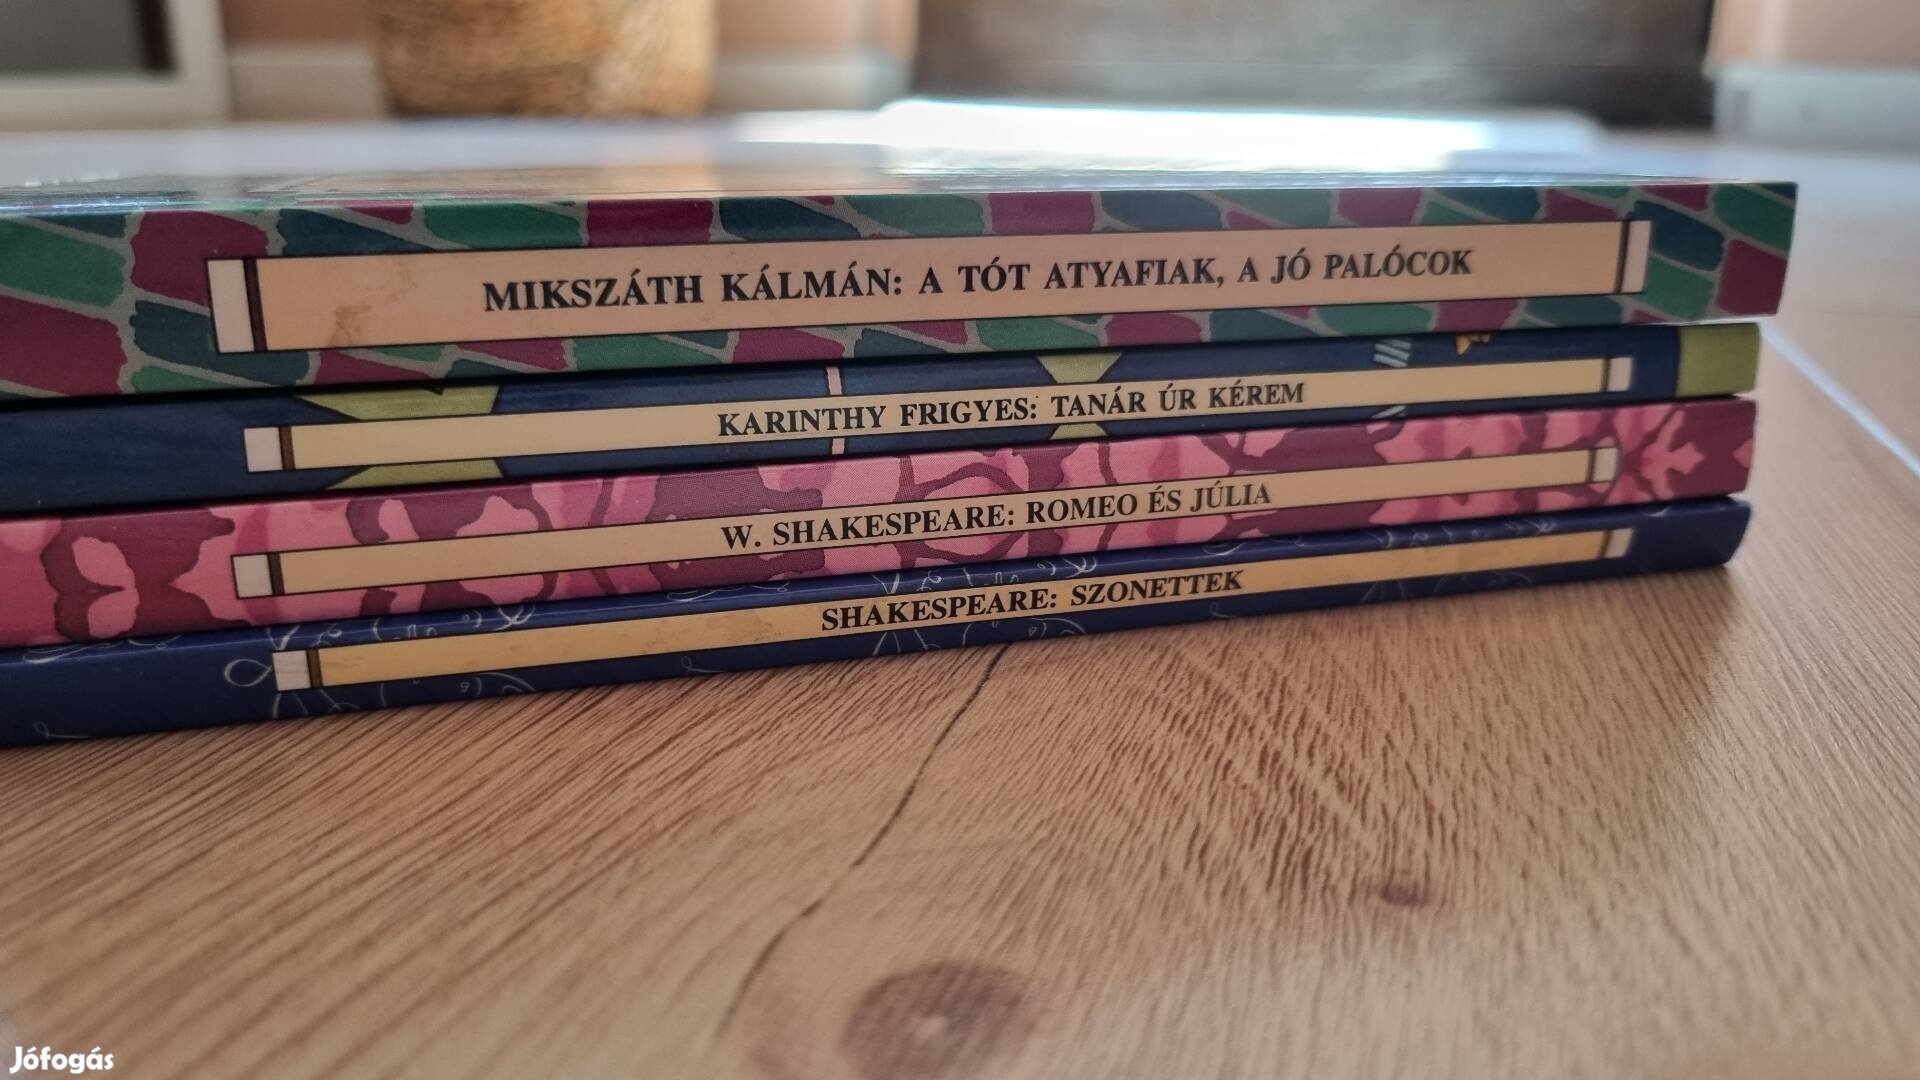 MIKSZÁTH KÁLMÁN: A TÓT ATYAFIAK, A JÓ PALÓCOK
KARINTHY FRIGYES: TANÁR ÚR KÉREM
W. SHAKESPEARE: ROMEO ÉS JÚLIA
SHAKESPEARE: SZONETTEK
Jófogás